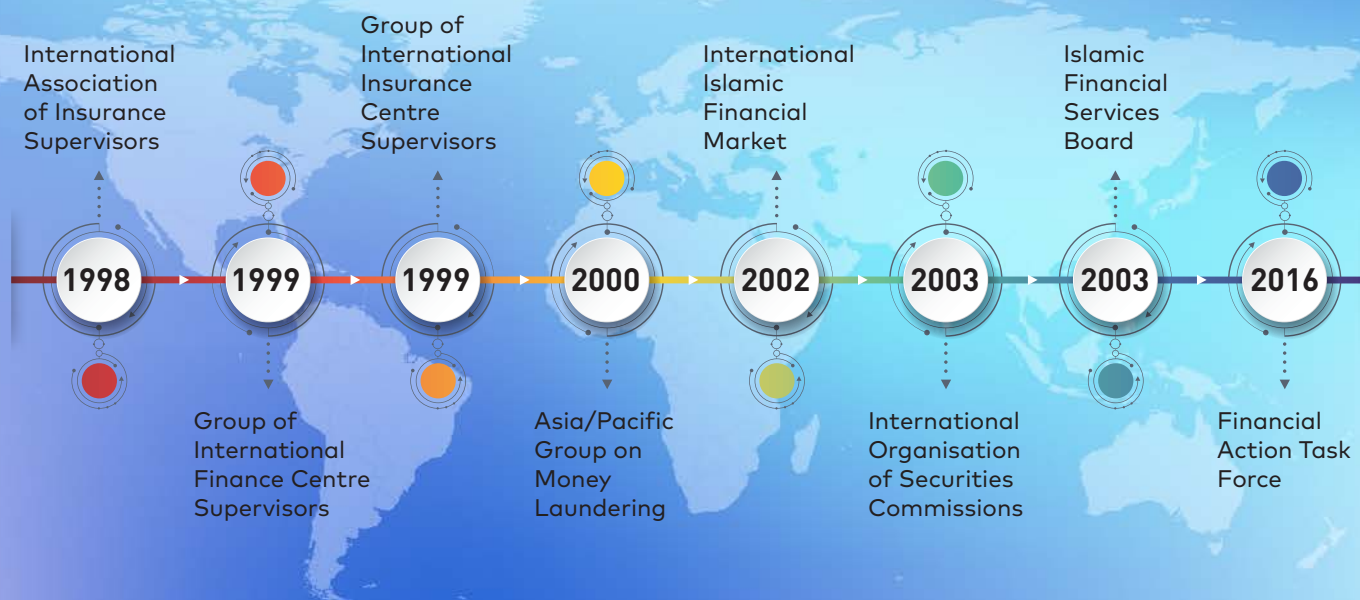 International
Association
of Insurance
Supervisors
1998
1999
Group of
International
Finance Centre
Supervisors
Group of
International
Insurance
Centre
Supervisors
1999
2000
Asia/Pacific
Group on
Money
Laundering
International
Islamic
Financial
Market
2002
2003
International
Organisation
of Securities
Commissions
Islamic
Financial
Services
Board
2003
2016
Financial
Action Task
Force